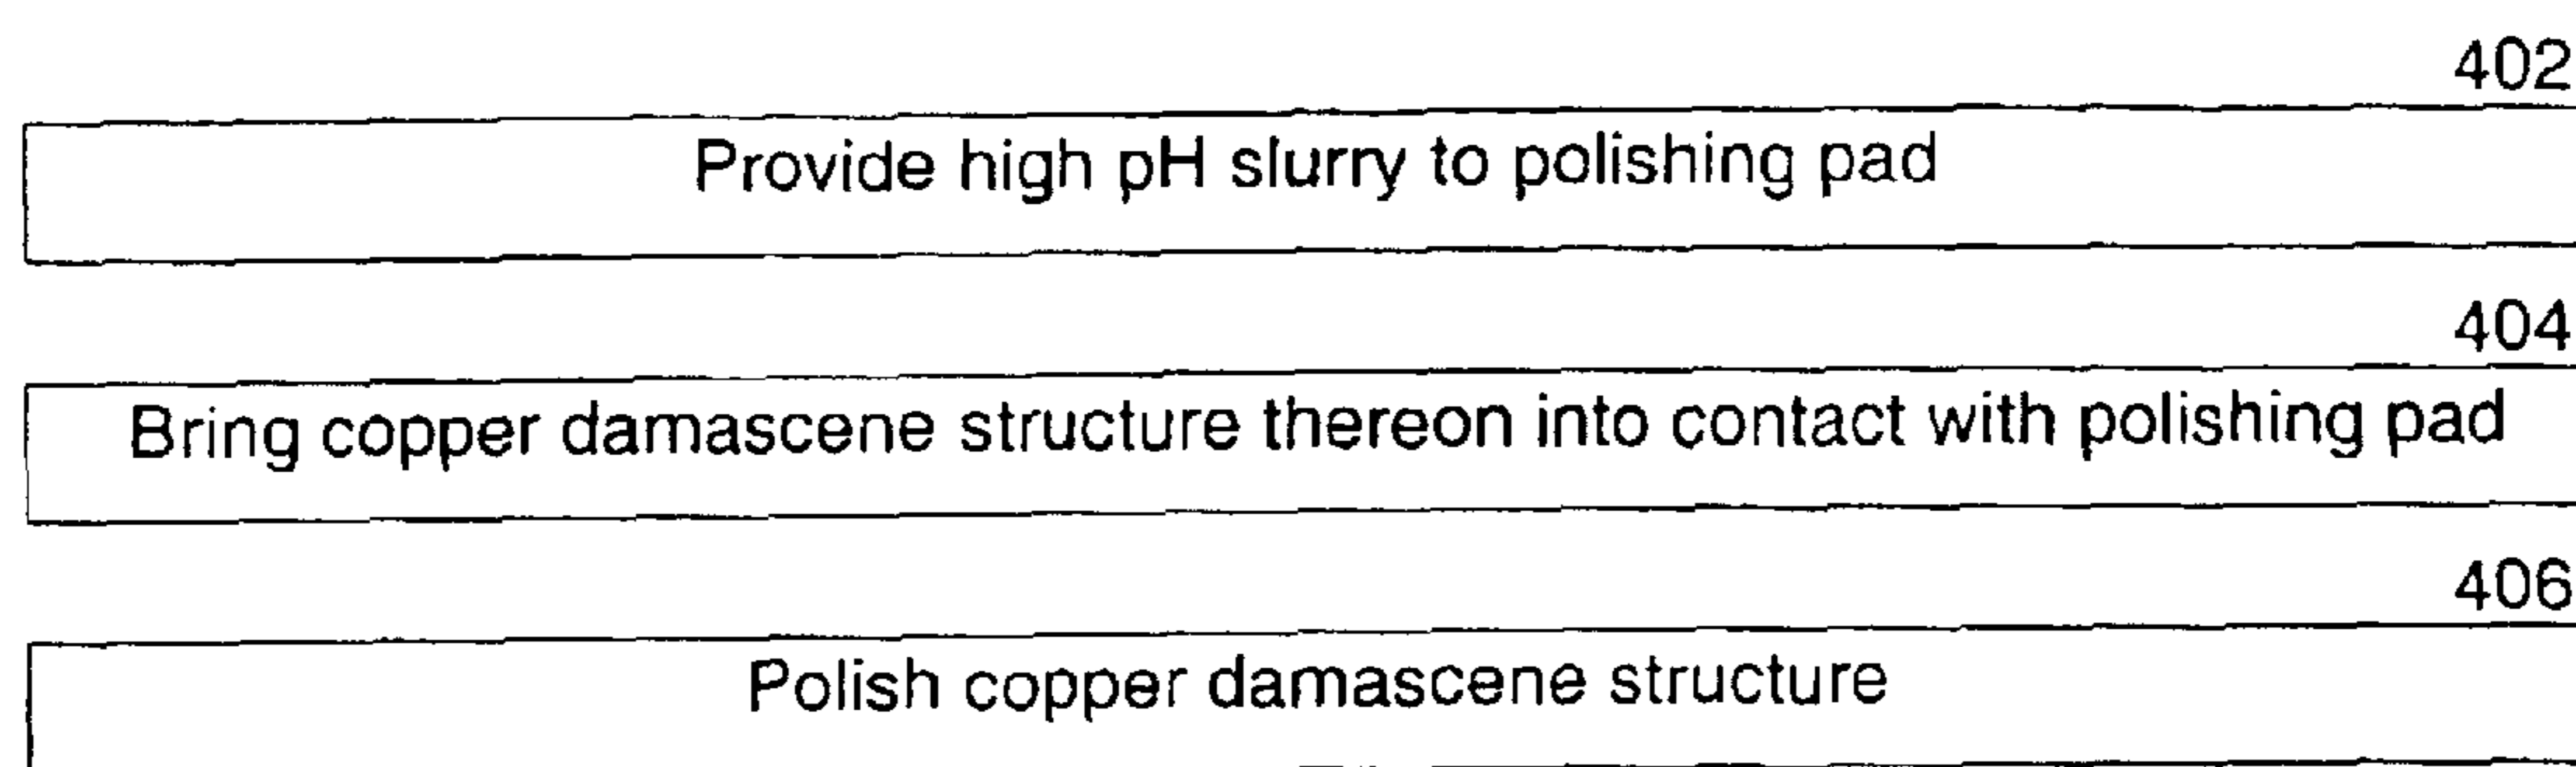 402
Provide high pH slurry to polishing pad
404
Bring copper damascene structure thereon into contact with polishing pad
406
Polish copper damascene structure